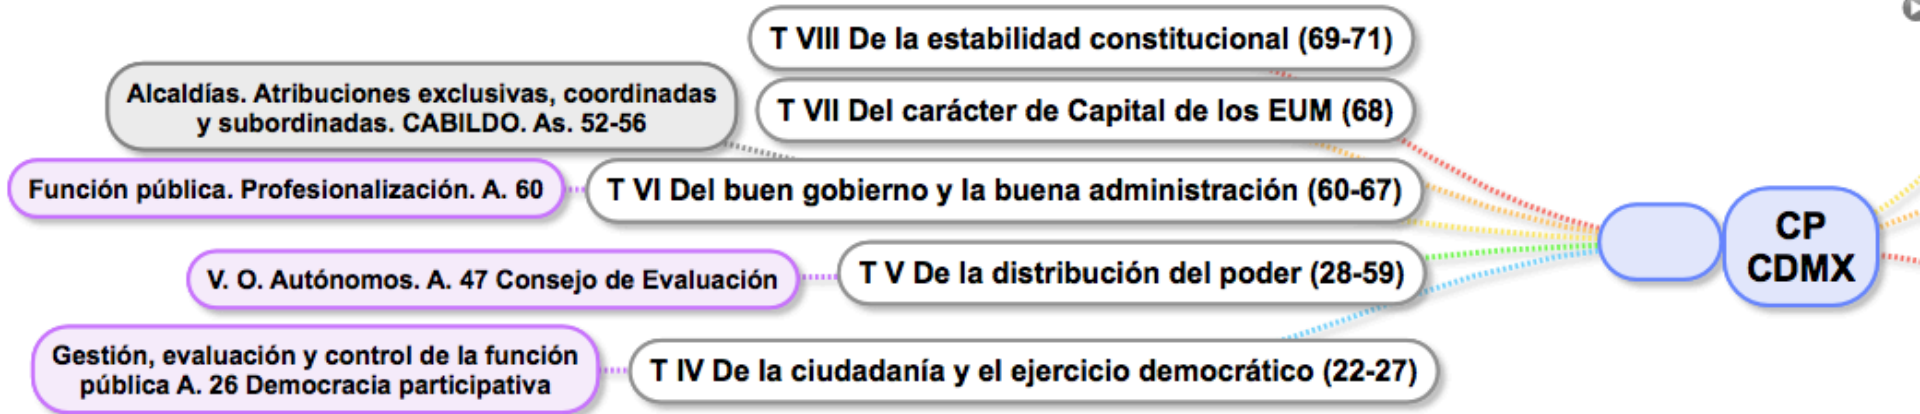 T VIII De la estabilidad constitucional (69-71)
Alcaldías. Atribuciones exclusivas, coordinadas
y subordinadas. CABILDO. As. 52-56
T VII Del carácter de Capital de los EUM (68)
Función pública. Profesionalización. A. 60
T VI Del buen gobierno y la buena administración (60-67)
V. O. Autónomos. A. 47 Consejo de Evaluación
T V De la distribución del poder (28-59)
Gestión, evaluación y control de la función
pública A. 26 Democracia participativa
T IV De la ciudadanía y el ejercicio democrático (22-27)
CP
CDMX